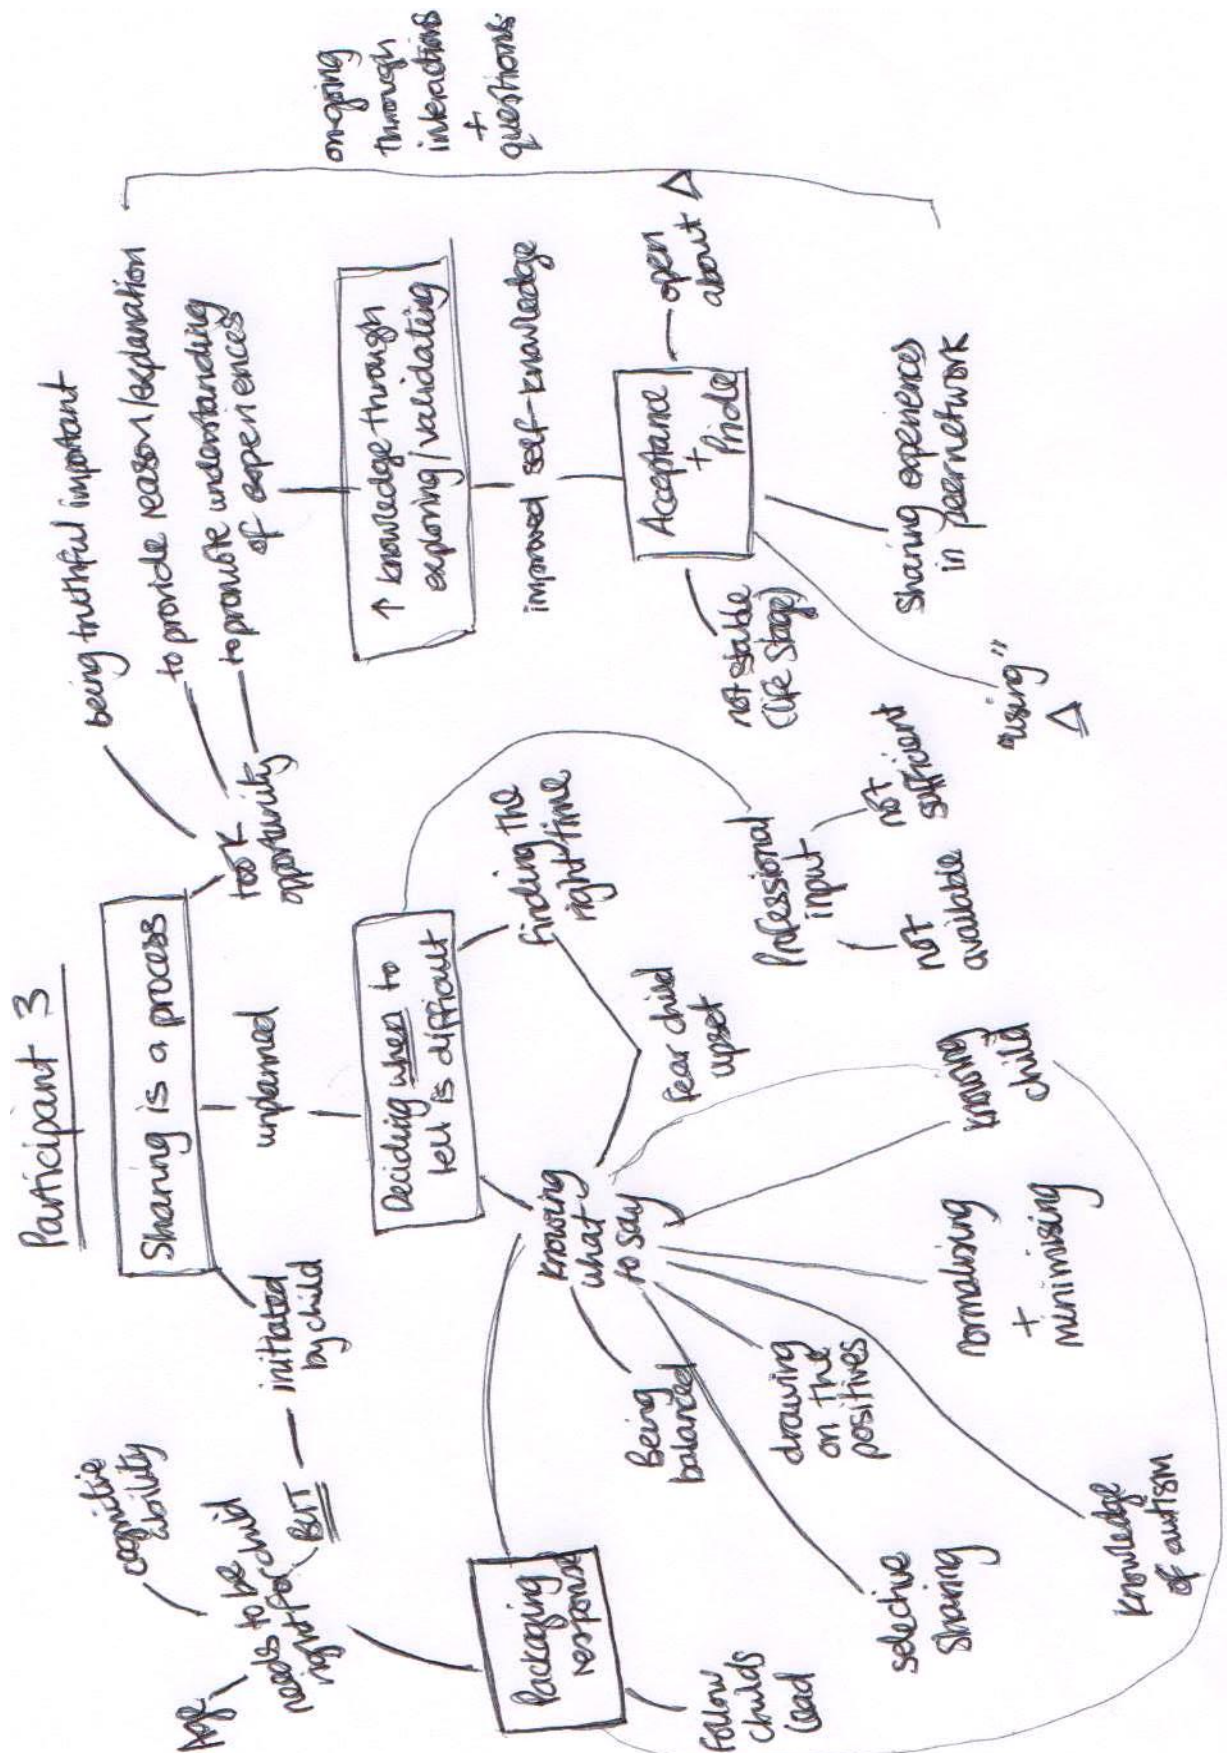 Participant 3
Sharing is a process
Age
cognitive
ability
needs to be
right for child
BUT
initiated
by child
unplanned
took
opportunity
being truthful important
to provide reason/explanation
to promote understanding
of experiences
ongoing
through
interactions
+
questions.
Packaging
response
Follow
childs
lead
Deciding when to
tell is difficult
Knowing
what
to say
finding the
right time
fear child
upset
Being
balanced
drawing
on the
positives
selective
sharing
knowledge
of autism
normalising
+
minimising
knowing
child
Professional
input
not
available
not
sufficient
↑ knowledge through
exploring/validating
improved self-knowledge
Acceptance
+
Pride
open
about Δ
not stable
(life stage)
"using"
Δ
Sharing experiences
in peer network